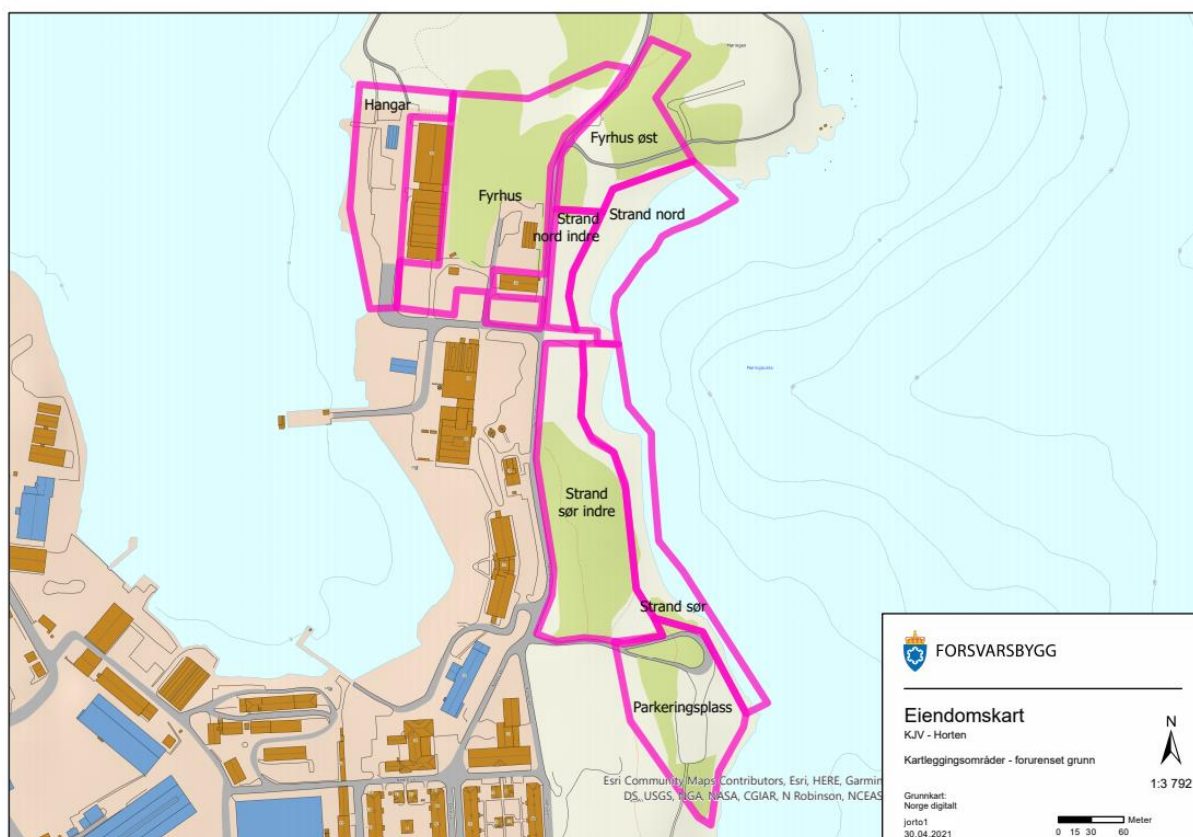 Mørringen
Hangar
Fyrhus øst
Fyrhus
Strand nord indre
Strand nord
Strand
sør indre
Strand sør
Parkeringsplass
Esri Community Maps Contributors, Esri, HERE, Garmin
DS, USGS, NGA, NASA, CGIAR, N Robinson, NCEAS
FORSVARSBYGG
Eiendomskart
KJV - Horten
N
Kartleggingsområder - forurenset grunn
1:3 792
Grunnkart:
Norge digitalt
jorto1
30.04.2021
Meter
0 15 30 60